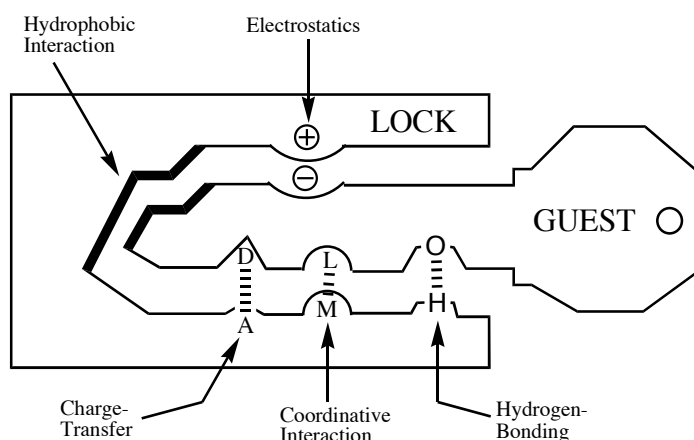 Hydrophobic
Interaction
Electrostatics
+
LOCK
−
GUEST
D
L
O
A
M
H
Charge-
Transfer
Coordinative
Interaction
Hydrogen-
Bonding